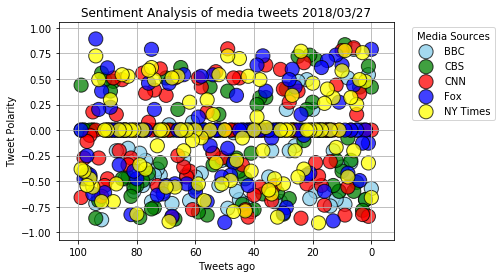 Sentiment Analysis of media tweets 2018/03/27
Media Sources
BBC
CBS
CNN
Fox
NY Times
Tweet Polarity
1.00
0.75
0.50
0.25
0.00
−0.25
−0.50
−0.75
−1.00
100
80
60
40
20
0
Tweets ago